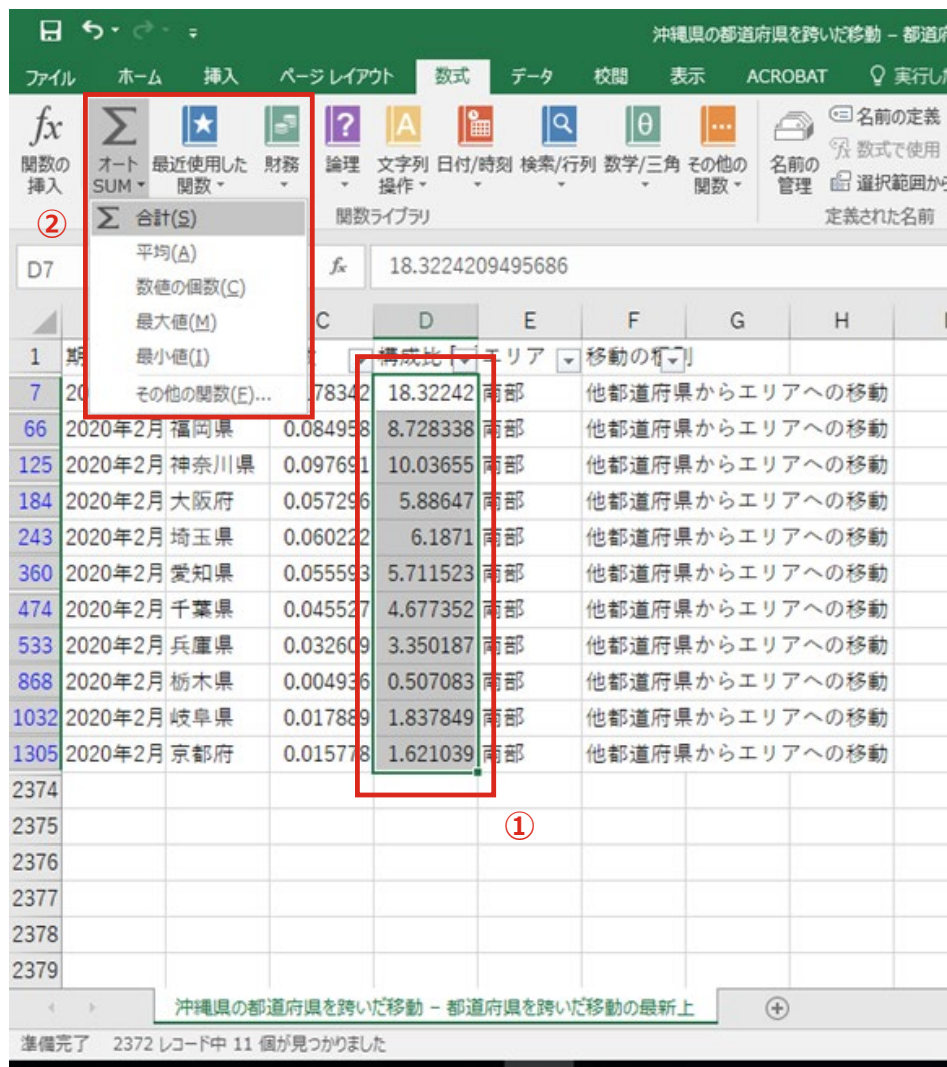 沖縄県の都道府県を跨いだ移動 - 都道府
ファイル ホーム 挿入 ページ レイアウト 数式 データ 校閲 表示 ACROBAT 実行した
fx 関数の挿入
Σ オート SUM
最近使用した関数
財務
論理
文字列操作
日付/時刻
検索/行列
数学/三角
その他の関数
名前の管理
名前の定義
数式で使用
選択範囲から
関数ライブラリ
定義された名前
②
Σ 合計(S)
平均(A)
数値の個数(C)
最大値(M)
最小値(I)
その他の関数(F)...
D7 fx 18.3224209495686
C D E F G H
1 期 構成比 [ エリア 移動の種別
7 20 78342 18.32242 南部 他都道府県からエリアへの移動
66 2020年2月 福岡県 0.084958 8.728338 南部 他都道府県からエリアへの移動
125 2020年2月 神奈川県 0.097691 10.03655 南部 他都道府県からエリアへの移動
184 2020年2月 大阪府 0.057296 5.88647 南部 他都道府県からエリアへの移動
243 2020年2月 埼玉県 0.060222 6.1871 南部 他都道府県からエリアへの移動
360 2020年2月 愛知県 0.055593 5.711523 南部 他都道府県からエリアへの移動
474 2020年2月 千葉県 0.045527 4.677352 南部 他都道府県からエリアへの移動
533 2020年2月 兵庫県 0.032609 3.350187 南部 他都道府県からエリアへの移動
868 2020年2月 栃木県 0.004936 0.507083 南部 他都道府県からエリアへの移動
1032 2020年2月 岐阜県 0.017889 1.837849 南部 他都道府県からエリアへの移動
1305 2020年2月 京都府 0.015778 1.621039 南部 他都道府県からエリアへの移動
2374
2375
①
2376
2377
2378
2379
沖縄県の都道府県を跨いだ移動 - 都道府県を跨いだ移動の最新上
準備完了 2372 レコード中 11 個が見つかりました